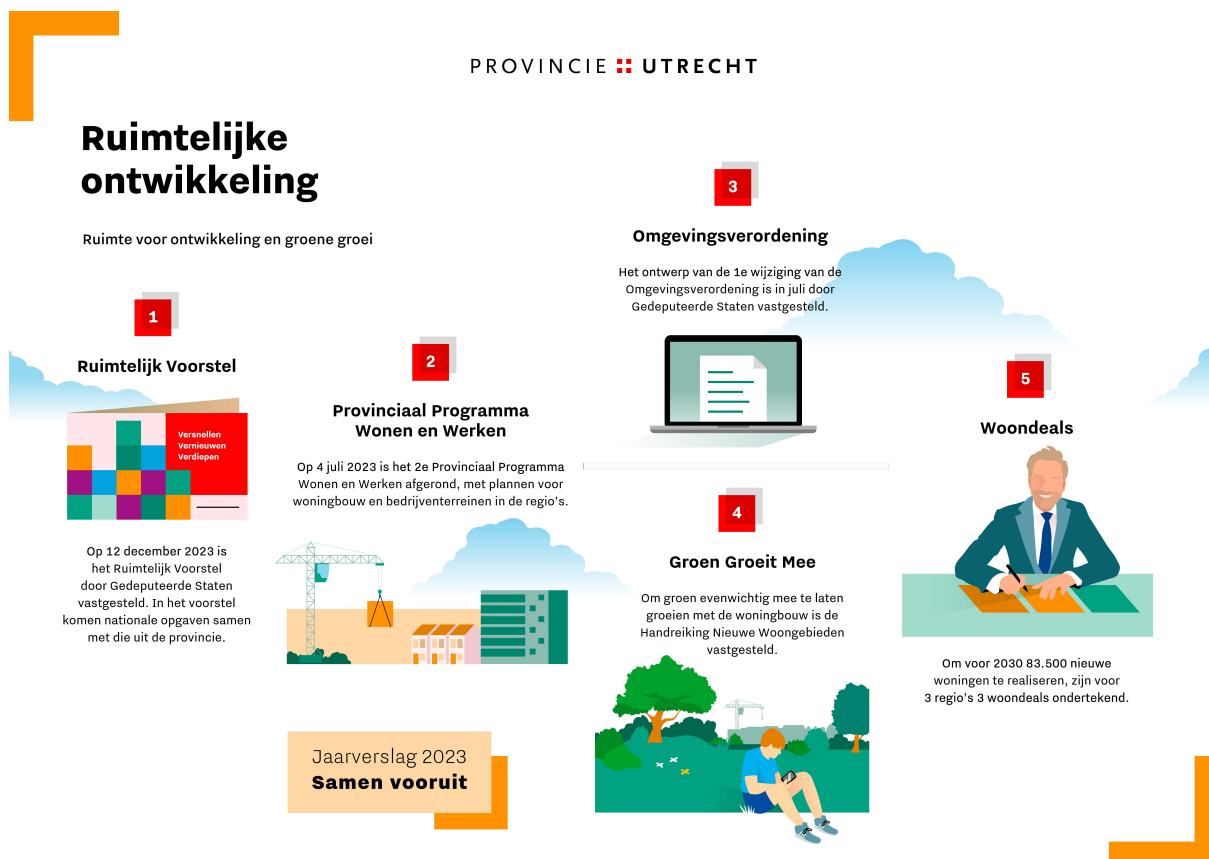 PROVINCIE UTRECHT
Ruimtelijke
ontwikkeling
Ruimte voor ontwikkeling en groene groei
1
Ruimtelijk Voorstel
Versnellen
Vernieuwen
Verdiepen
Op 12 december 2023 is
het Ruimtelijk Voorstel
door Gedeputeerde Staten
vastgesteld. In het voorstel
komen nationale opgaven samen
met die uit de provincie.
2
Provinciaal Programma
Wonen en Werken
Op 4 juli 2023 is het 2e Provinciaal Programma
Wonen en Werken afgerond, met plannen voor
woningbouw en bedrijventerreinen in de regio's.
3
Omgevingsverordening
Het ontwerp van de 1e wijziging van de
Omgevingsverordening is in juli door
Gedeputeerde Staten vastgesteld.
4
Groen Groeit Mee
Om groen evenwichtig mee te laten
groeien met de woningbouw is de
Handreiking Nieuwe Woongebieden
vastgesteld.
5
Woondeals
Om voor 2030 83.500 nieuwe
woningen te realiseren, zijn voor
3 regio's 3 woondeals ondertekend.
Jaarverslag 2023
Samen vooruit